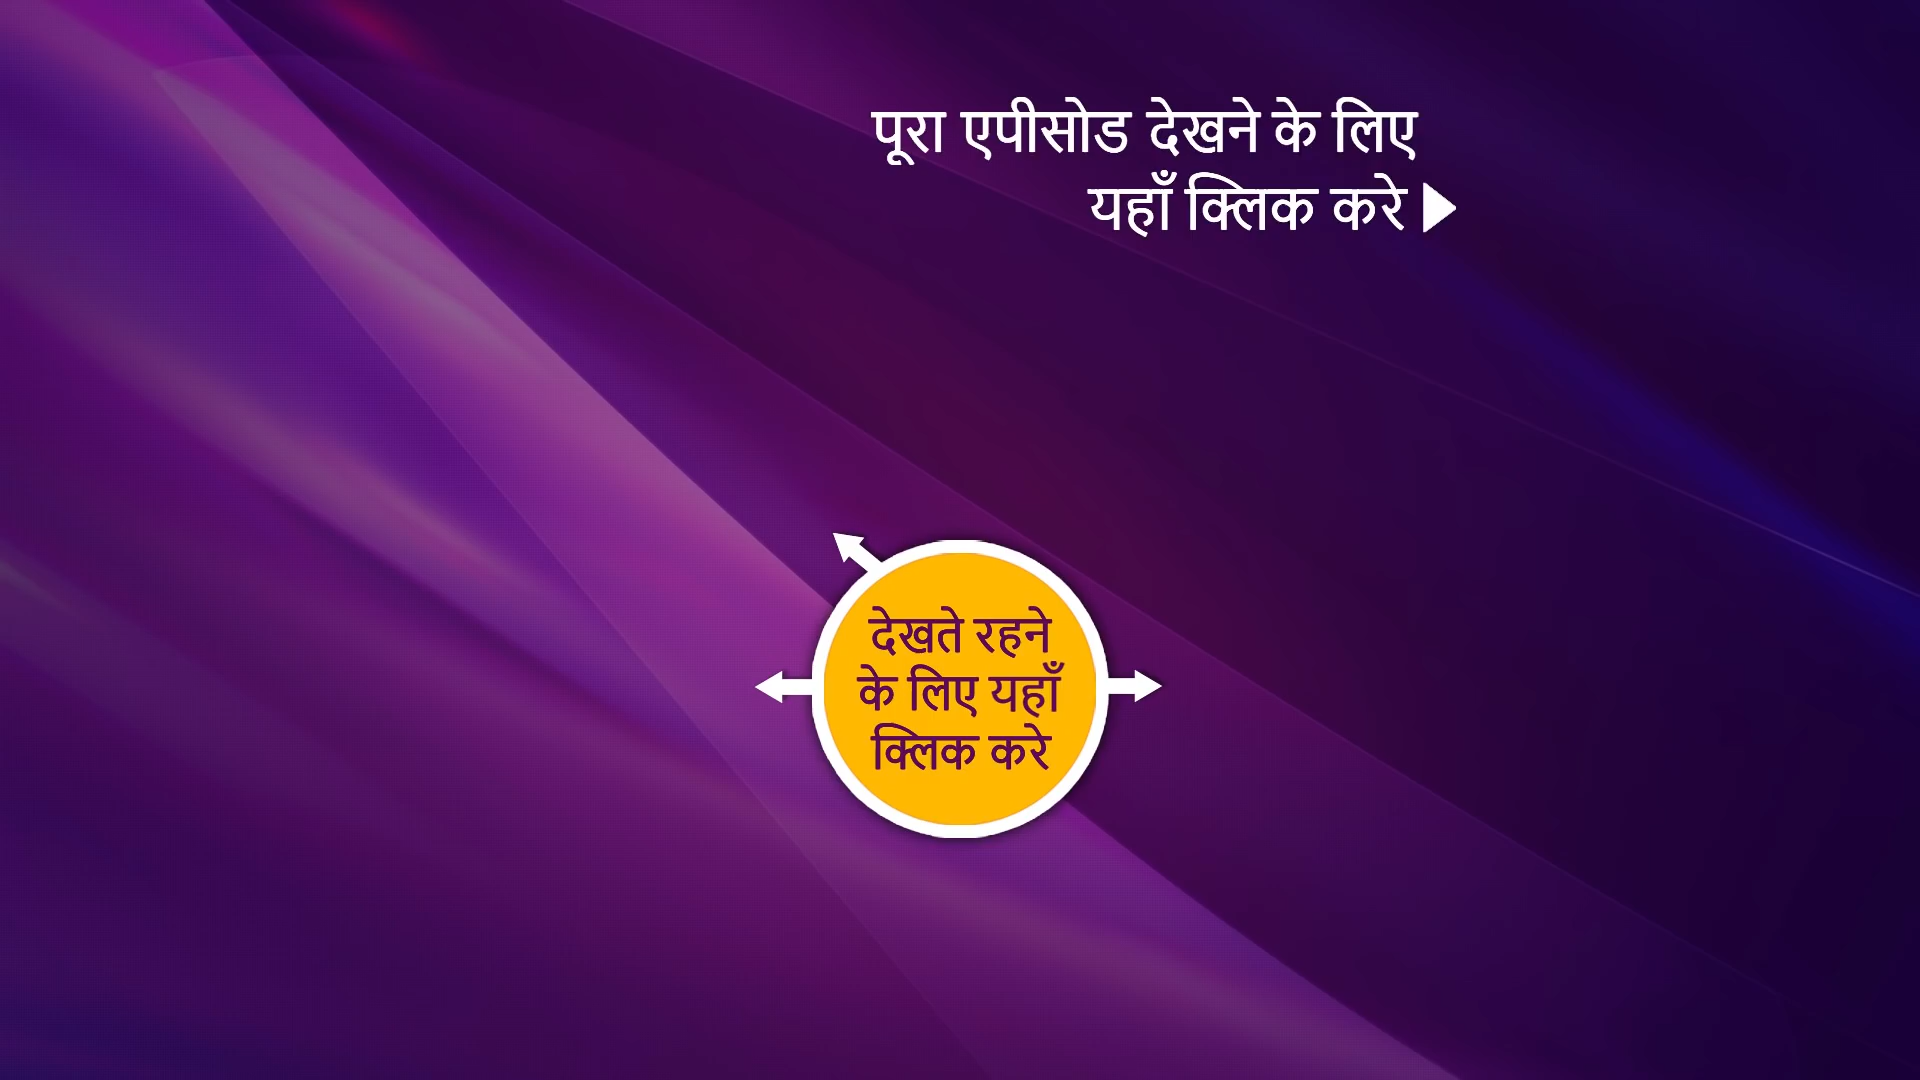 पूरा एपीसोड देखने के लिए
यहाँ क्लिक करे
देखते रहने
के लिए यहाँ
क्लिक करे